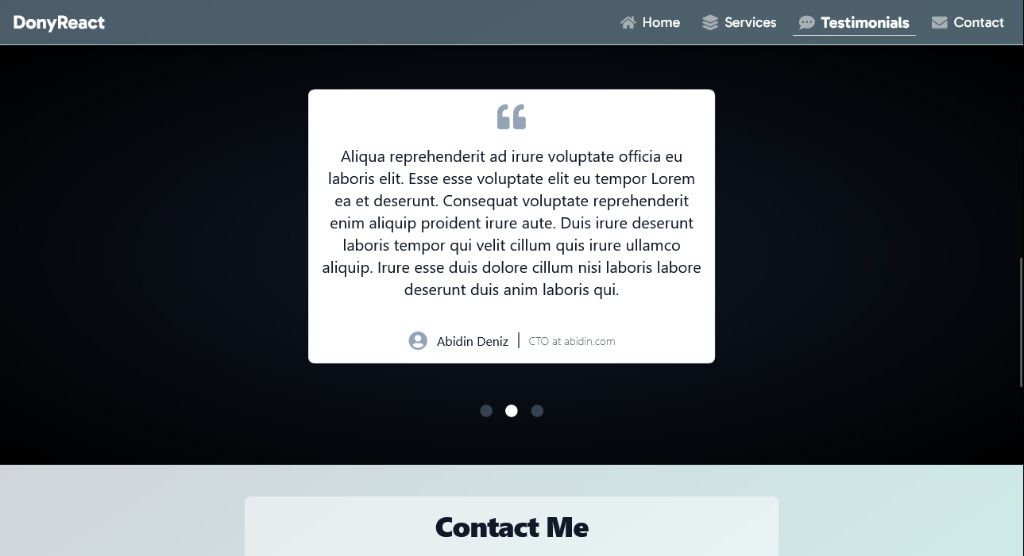 DonyReact
Home Services Testimonials Contact
Aliqua reprehenderit ad irure voluptate officia eu
laboris elit. Esse esse voluptate elit eu tempor Lorem
ea et deserunt. Consequat voluptate reprehenderit
enim aliquip proident irure aute. Duis irure deserunt
laboris tempor qui velit cillum quis irure ullamco
aliquip. Irure esse duis dolore cillum nisi laboris labore
deserunt duis anim laboris qui.
Abidin Deniz | CTO at abidin.com
Contact Me